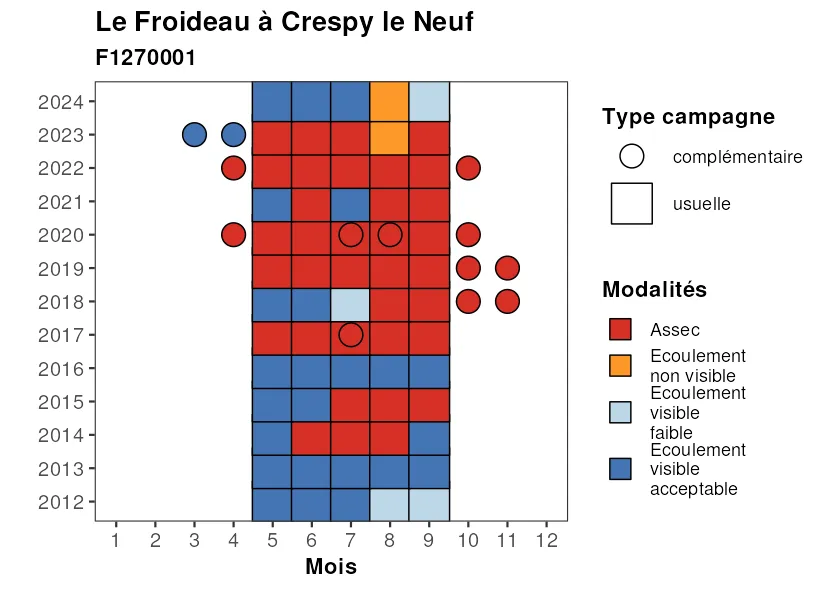 Le Froideau à Crespy le Neuf
F1270001
2024
2023
2022
2021
2020
2019
2018
2017
2016
2015
2014
2013
2012
1 2 3 4 5 6 7 8 9 10 11 12
Mois
Type campagne
complémentaire
usuelle
Modalités
Assec
Ecoulement
non visible
Ecoulement
visible
faible
Ecoulement
visible
acceptable